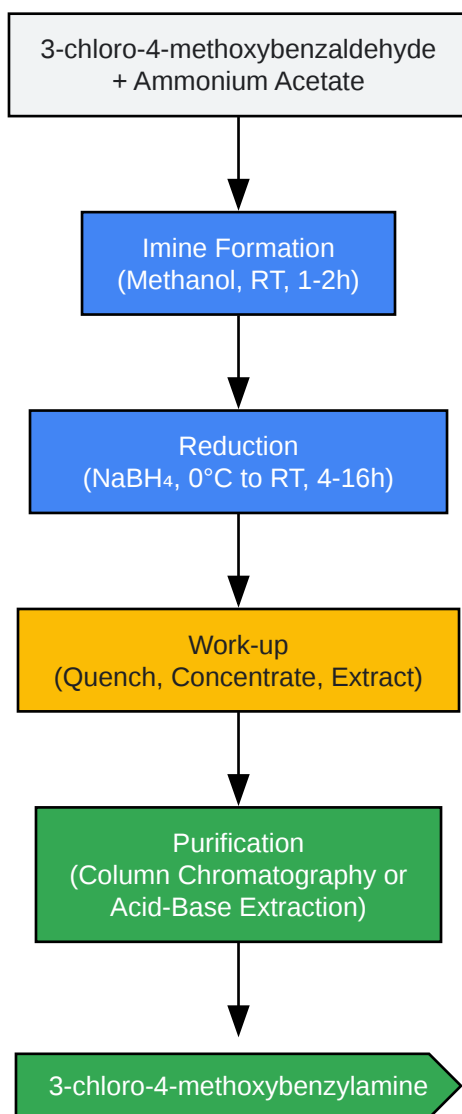 3-chloro-4-methoxybenzaldehyde
+ Ammonium Acetate
Imine Formation
(Methanol, RT, 1-2h)
Reduction
(NaBH₄, 0°C to RT, 4-16h)
Work-up
(Quench, Concentrate, Extract)
Purification
(Column Chromatography or
Acid-Base Extraction)
3-chloro-4-methoxybenzylamine